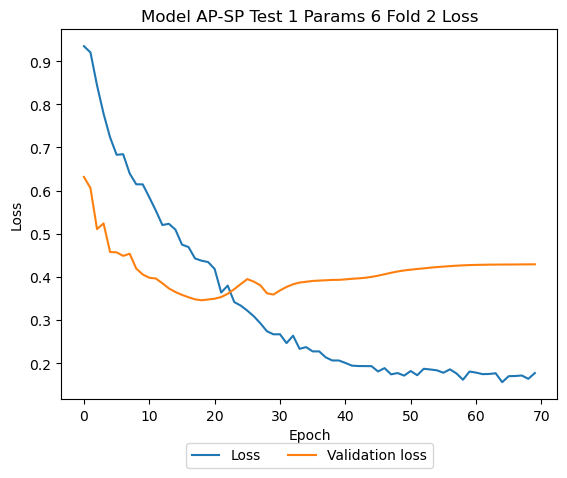 Model AP-SP Test 1 Params 6 Fold 2 Loss
0.9
0.8
0.7
0.6
0.5
0.4
0.3
0.2
Loss
0 10 20 30 40 50 60 70
Epoch
Loss Validation loss